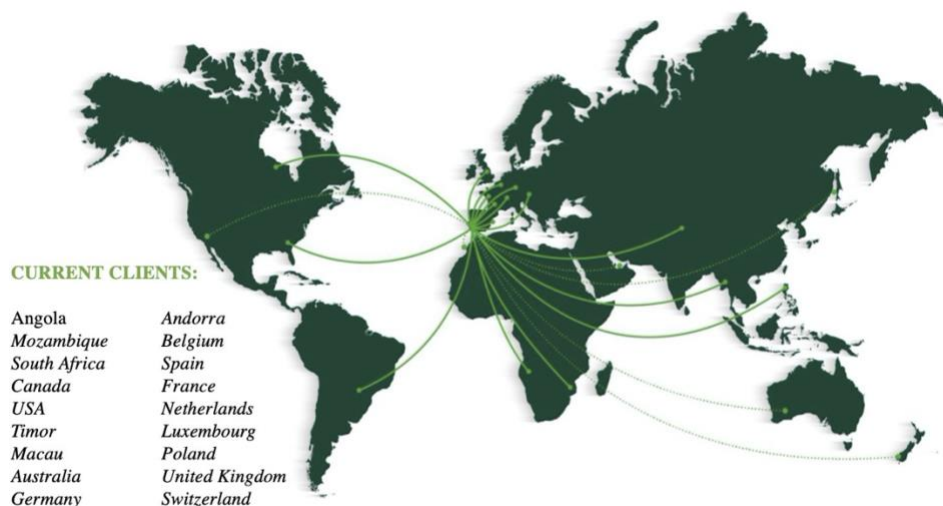 CURRENT CLIENTS:
Angola
Mozambique
South Africa
Canada
USA
Timor
Macau
Australia
Germany
Andorra
Belgium
Spain
France
Netherlands
Luxembourg
Poland
United Kingdom
Switzerland